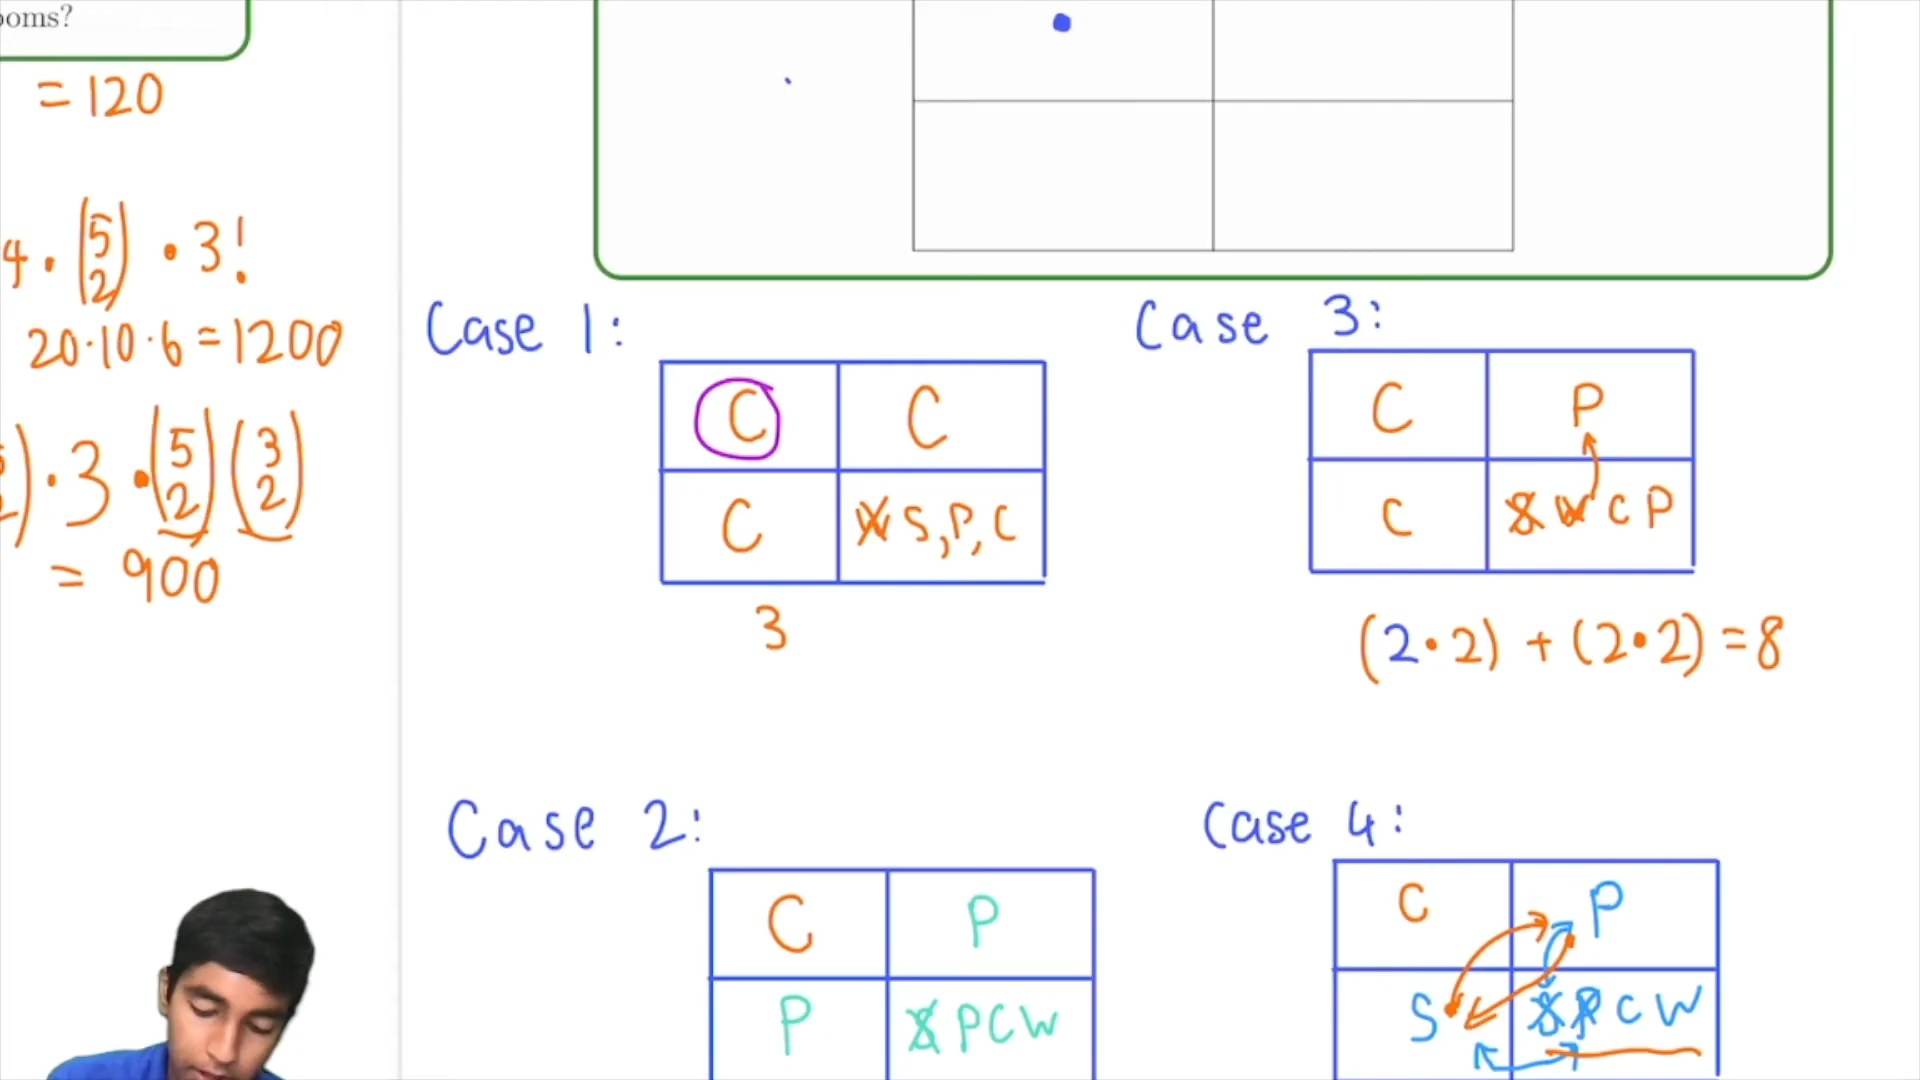 ooms?
= 120
4 · (5 2) · 3!
20·10·6 = 1200
) · 3 · (5 2) (3 2)
= 900
Case 1:
C C
C W S, P, C
3
Case 3:
C P
C S W C P
(2·2) + (2·2) = 8
Case 2:
C P
P S P C W
Case 4:
C P
S S P C W